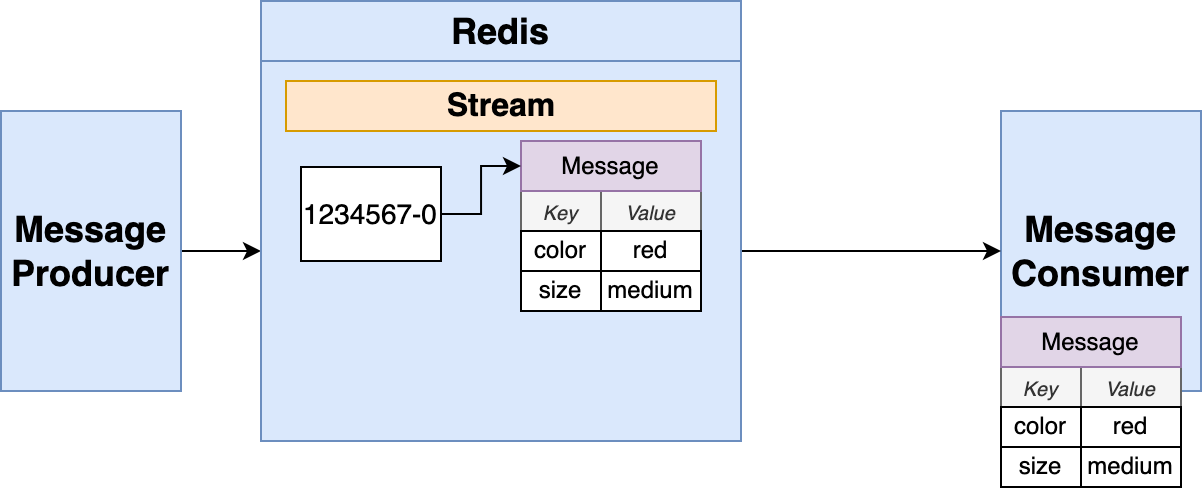 Redis
Stream
Message
Producer
1234567-0
Message
Key Value
color red
size medium
Message
Consumer
Message
Key Value
color red
size medium